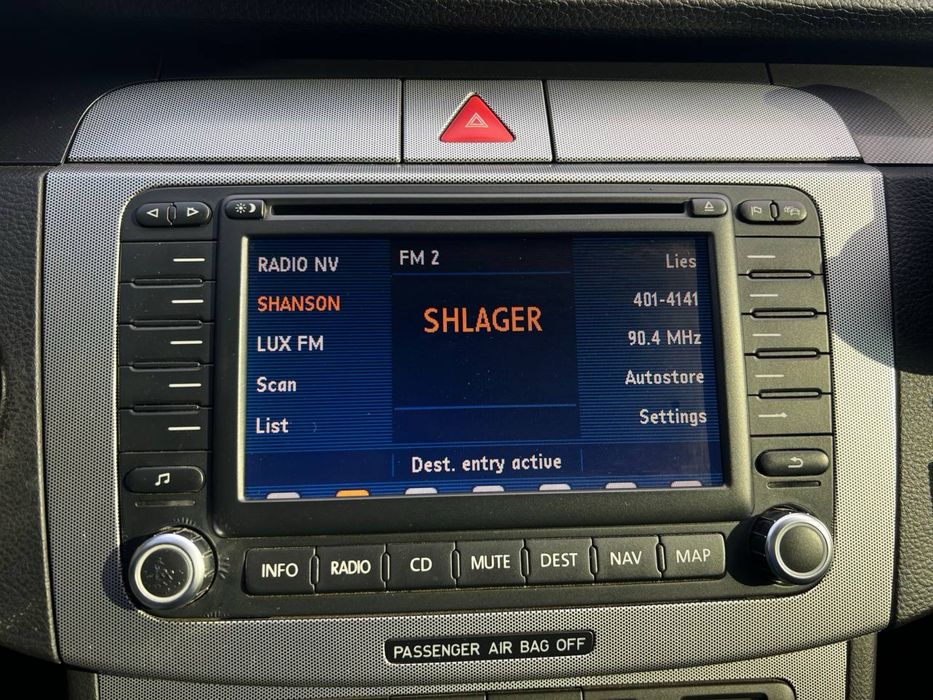 RADIO NV
SHANSON
LUX FM
Scan
List
FM 2
SHLAGER
Lies
401-4141
90.4 MHz
Autostore
Settings
Dest. entry active
INFO
RADIO
CD
MUTE
DEST
NAV
MAP
PASSENGER AIR BAG OFF